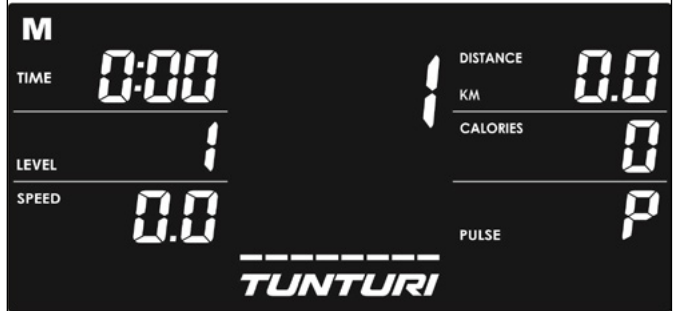 M
TIME 0:00
LEVEL 1
SPEED 0.0
1
DISTANCE
KM 0.0
CALORIES 0
PULSE P
TUNTURI